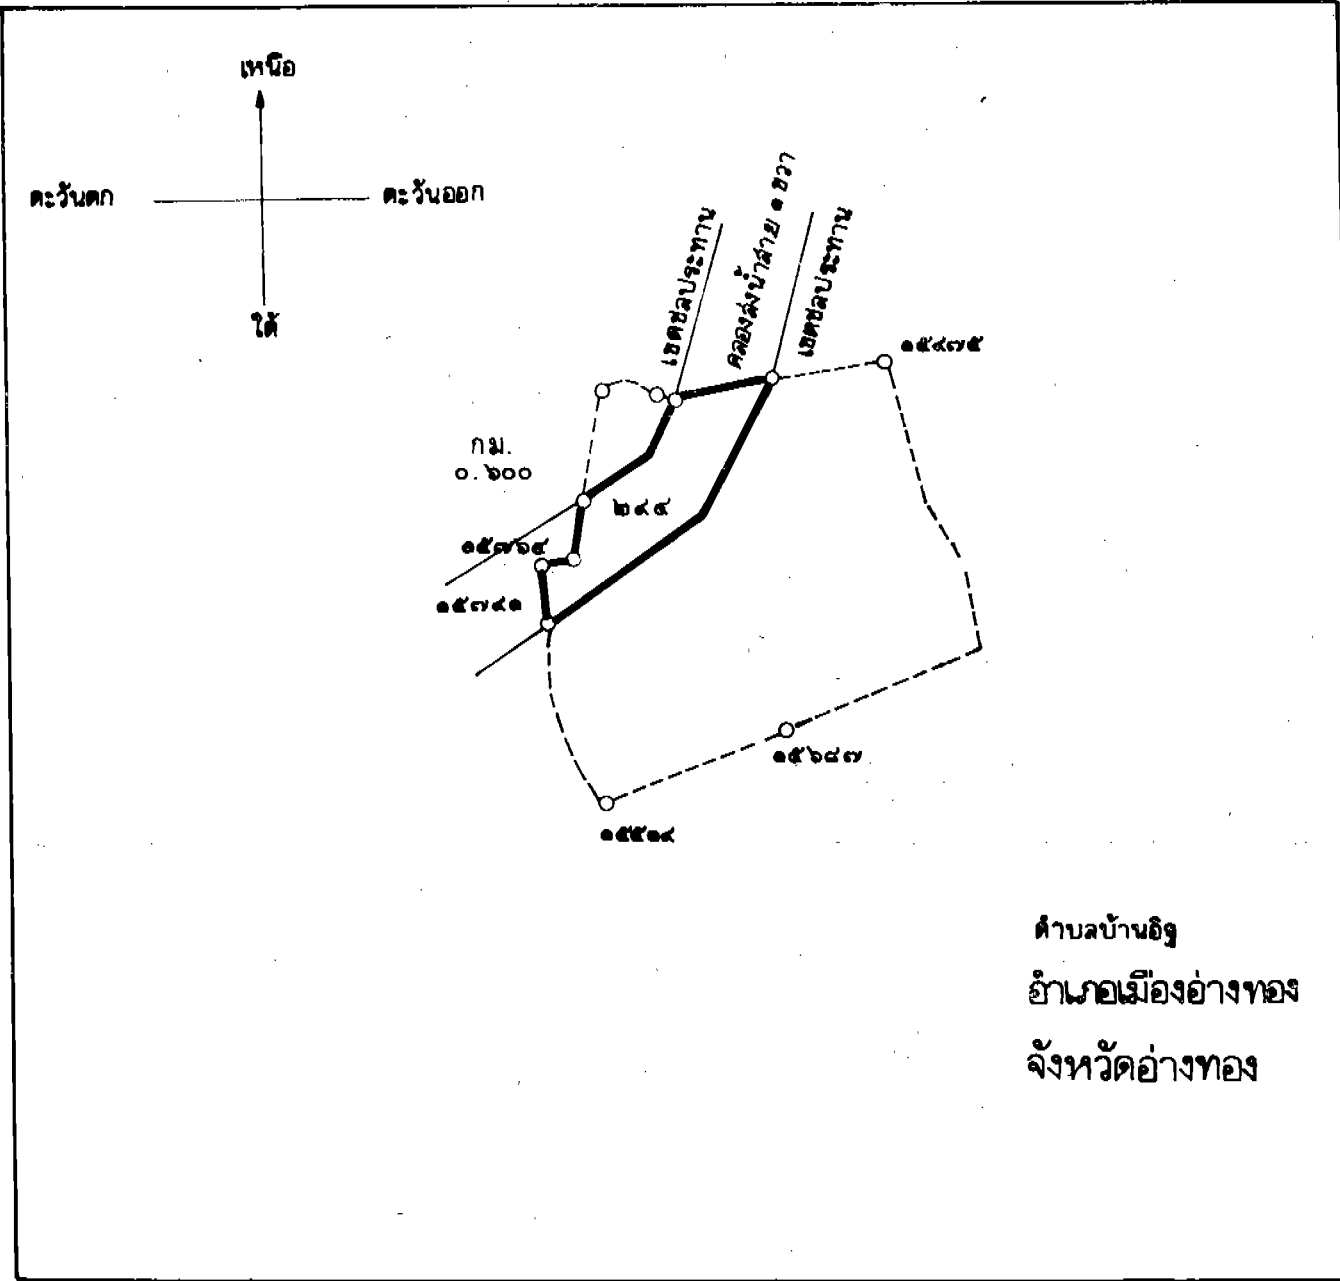 เหนือ
ตะวันตก
ตะวันออก
ใต้
เขตชลประทาน
คลองส่งน้ำสาย ๑ ขวา
เขตชลประทาน
๑๕๙๗๕
กม.
๐.๖๐๐
๒๙๔
๑๕๗๖๙
๑๕๗๙๑
๑๕๖๘๗
๑๕๕๑๙
ตำบลบ้านอิฐ
อำเภอเมืองอ่างทอง
จังหวัดอ่างทอง